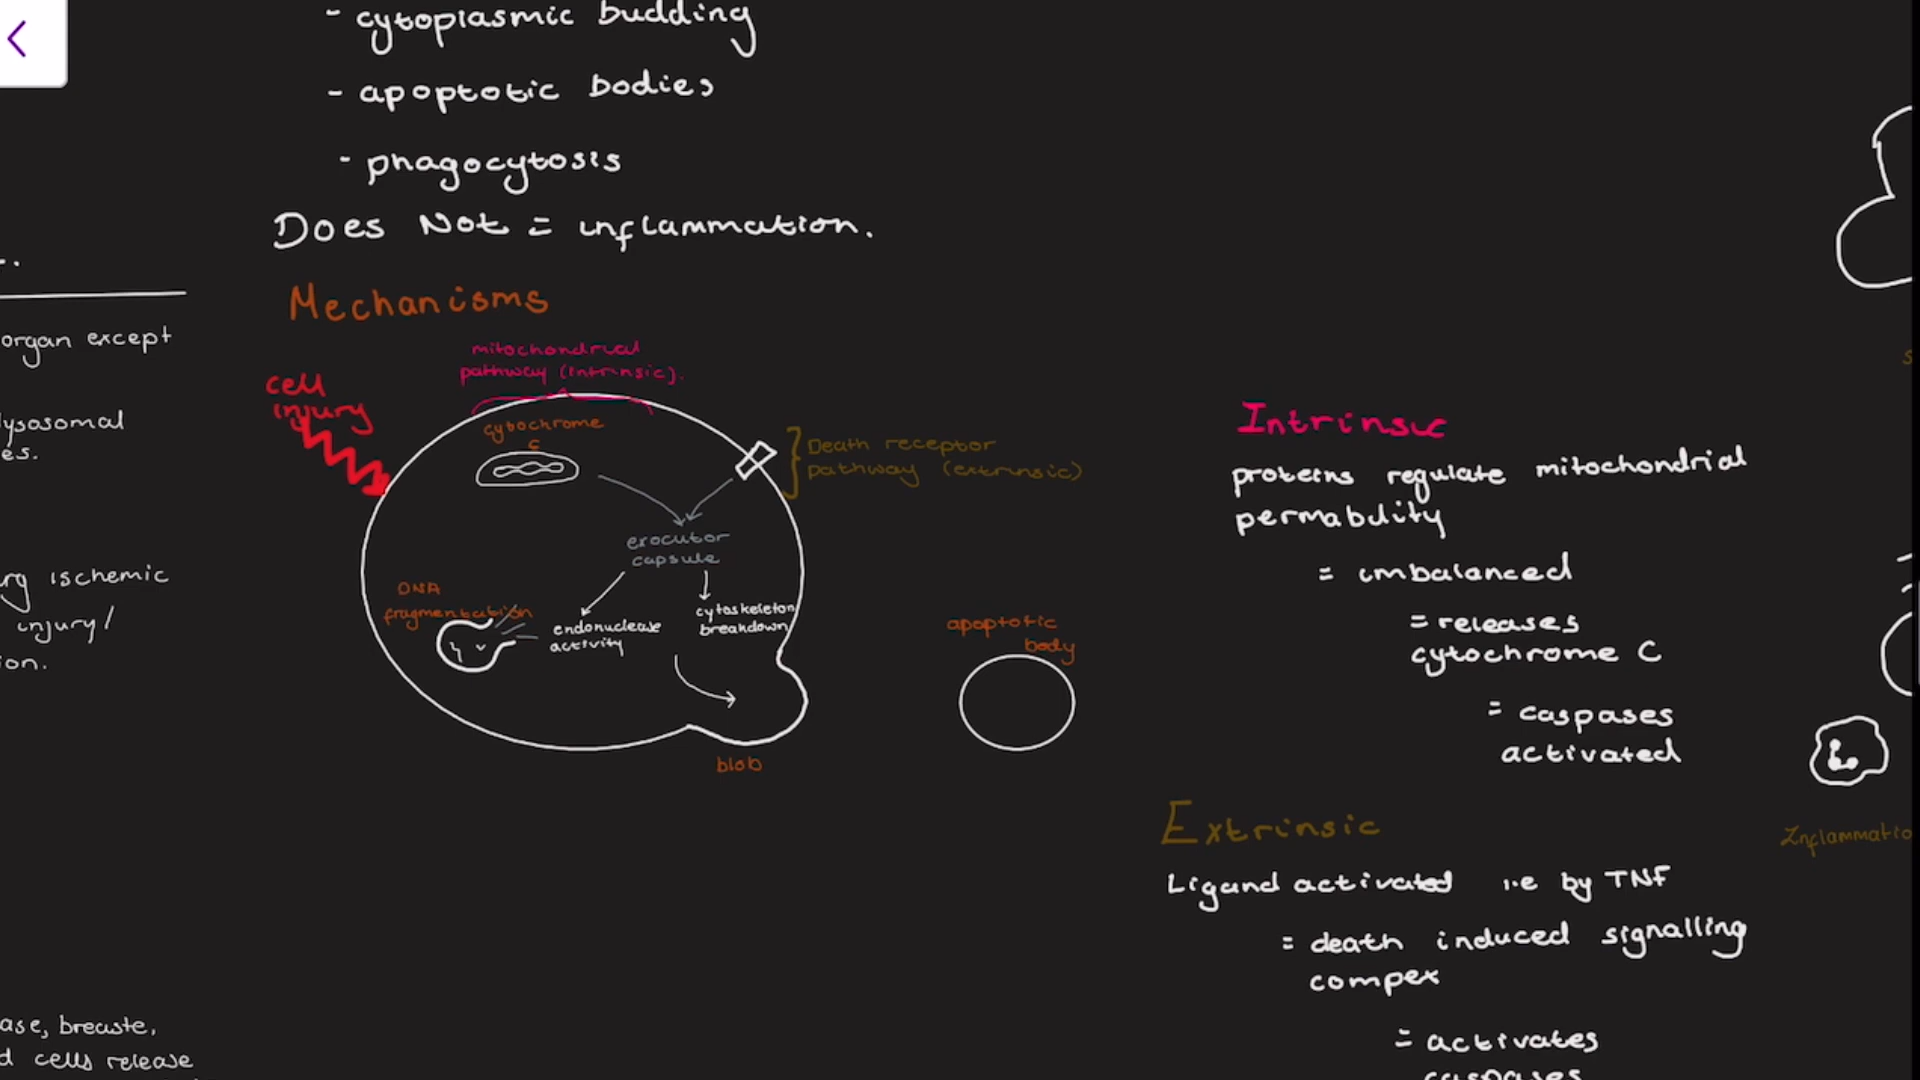 - cytoplasmic budding
- apoptotic bodies
- phagocytosis
Does Not = inflammation.
organ except
lysosomal
es.
ischemic
injury/
ion.
ase, breaste,
d cells release
Mechanisms
mitochondrial
pathway (intrinsic).
cell
injury
cytochrome
c
Death receptor
pathway (extrinsic)
exocutor
capsule
DNA
fragmentation
endonuclease
activity
cytoskeleton
breakdown
blob
apoptotic
body
Intrinsic
proteins regulate mitochondrial
permability
= imbalanced
= releases
cytochrome C
= caspases
activated
Extrinsic
Ligand activated i.e by TNF
= death induced signalling
compex
= activates
caspases
Inflammatio